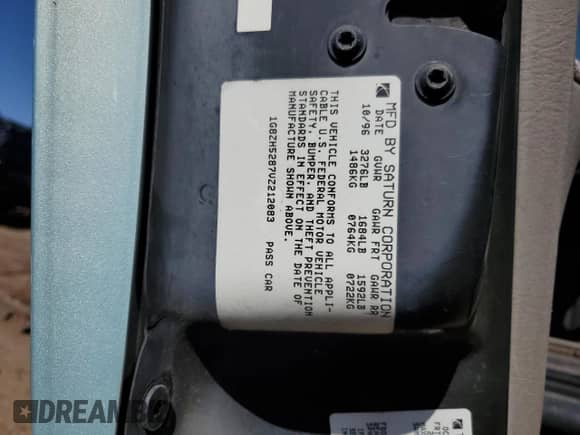 MFD BY SATURN CORPORATION
DATE GVWR GAWR FRT GAWR RR
10/96 3276LB 1684LB 1592LB
1486KG 0764KG 0722KG
THIS VEHICLE CONFORMS TO ALL APPLI-
CABLE U.S. FEDERAL MOTOR VEHICLE
SAFETY, BUMPER, AND THEFT PREVENTION
STANDARDS IN EFFECT ON THE DATE OF
MANUFACTURE SHOWN ABOVE.
1G8ZH5287VZ212083 PASS CAR